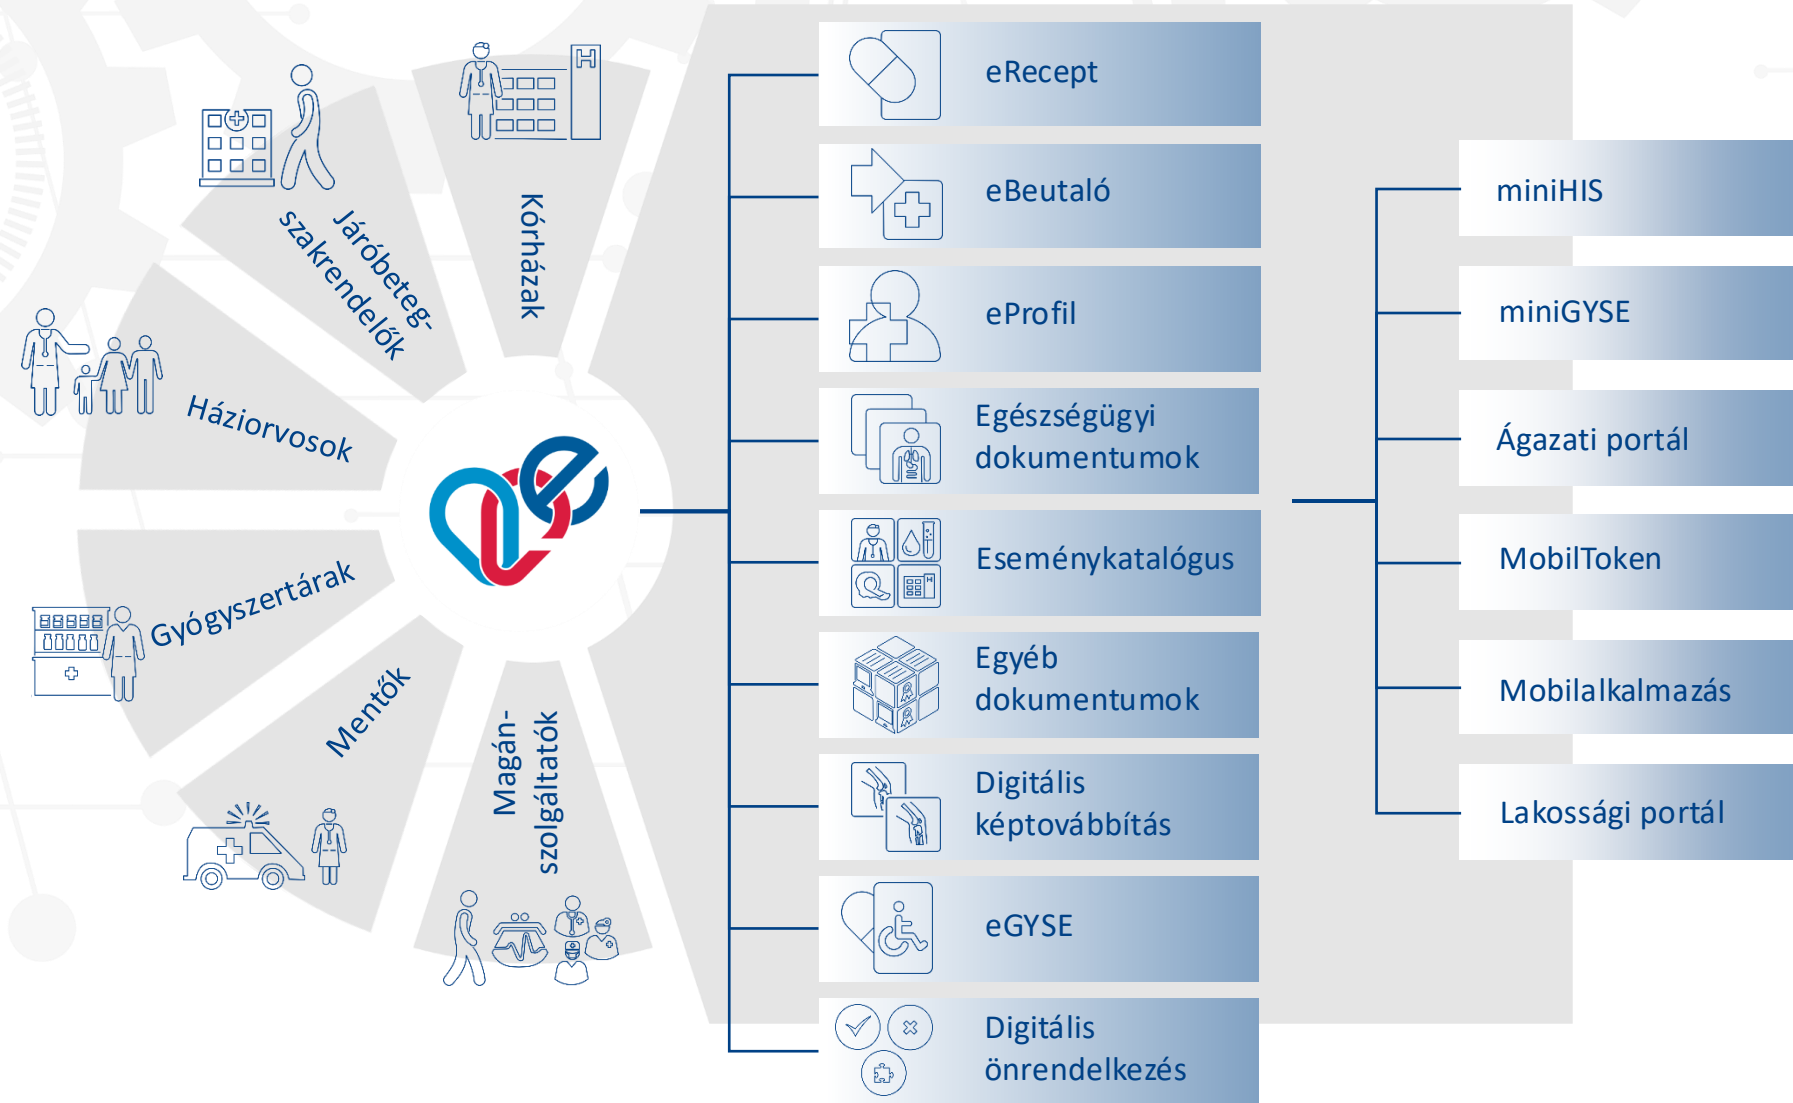 Kórházak
Járóbeteg-
szakrendelők
Háziorvosok
Gyógyszertárak
Mentők
Magán-
szolgáltatók
H
e
eRecept
eBeutaló
eProfil
Egészségügyi
dokumentumok
H
Eseménykatalógus
Egyéb
dokumentumok
Digitális
képtovábbítás
eGYSE
Digitális
önrendelkezés
miniHIS
miniGYSE
Ágazati portál
MobilToken
Mobilalkalmazás
Lakossági portál